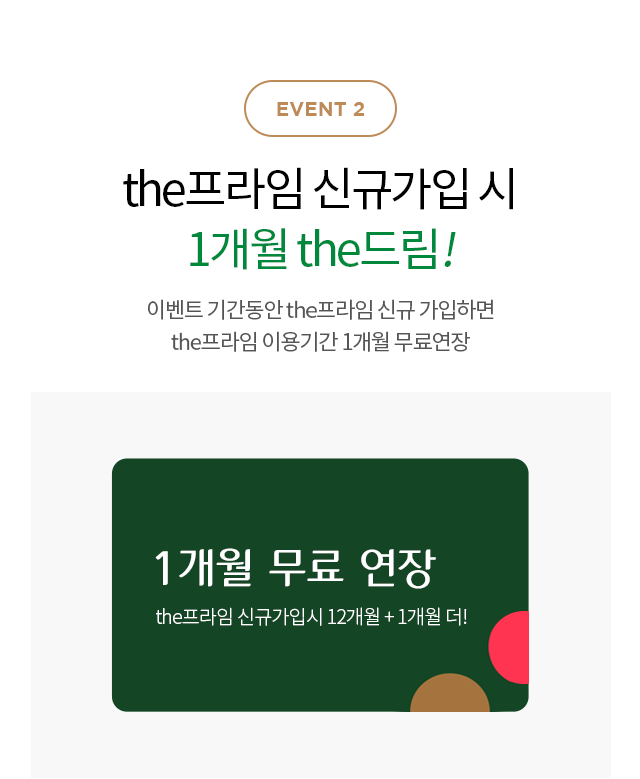 EVENT 2
the프라임 신규가입 시
1개월 the드림!
이벤트 기간동안 the프라임 신규 가입하면
the프라임 이용기간 1개월 무료연장
1개월 무료 연장
the프라임 신규가입시 12개월 + 1개월 더!